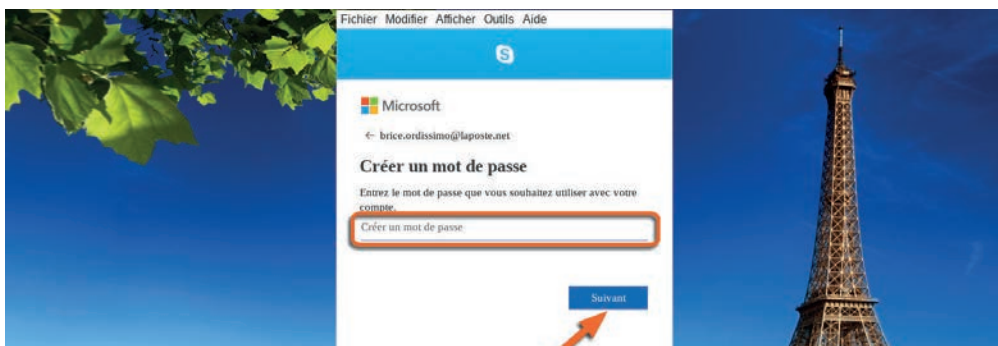 Fichier Modifier Afficher Outils Aide
S
Microsoft
← brice.ordissimo@laposte.net
Créer un mot de passe
Entrez le mot de passe que vous souhaitez utiliser avec votre
compte.
Créer un mot de passe
Suivant